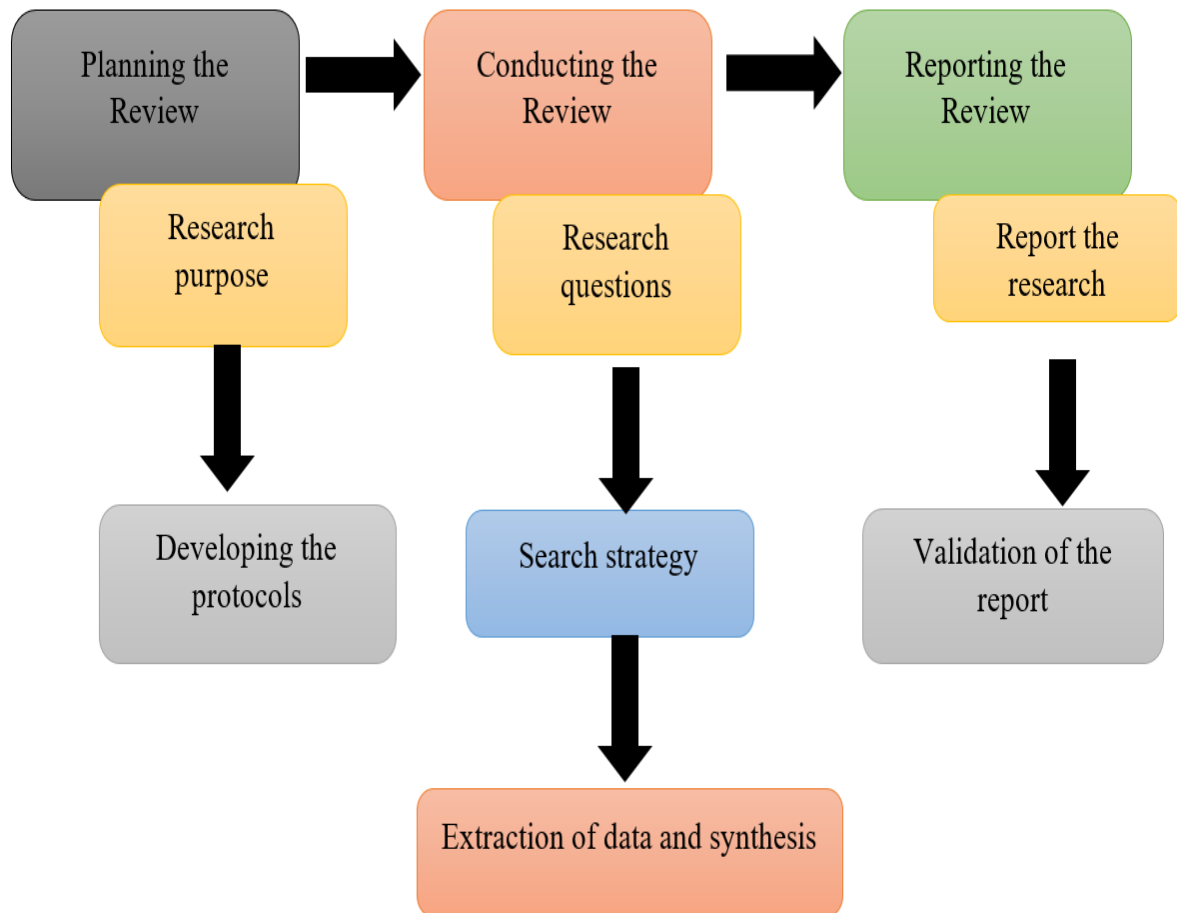 Planning the
Review
Conducting the
Review
Reporting the
Review
Research
purpose
Research
questions
Report the
research
Developing the
protocols
Search strategy
Validation of the
report
Extraction of data and synthesis